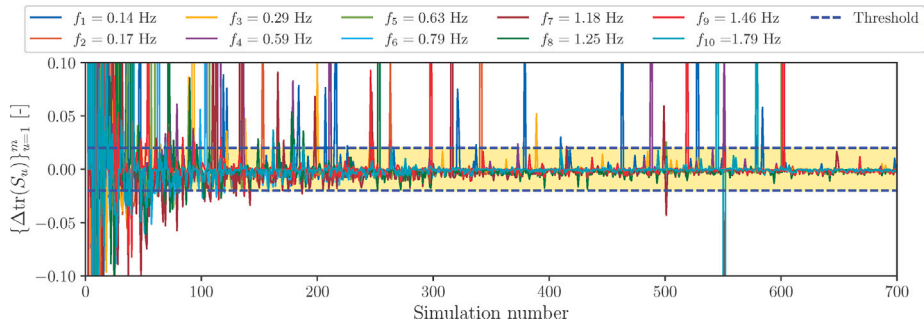 f₁ = 0.14 Hz f₃ = 0.29 Hz f₅ = 0.63 Hz f₇ = 1.18 Hz f₉ = 1.46 Hz Threshold
f₂ = 0.17 Hz f₄ = 0.59 Hz f₆ = 0.79 Hz f₈ = 1.25 Hz f₁₀ =1.79 Hz
{Δtr(Sᵤ)}ᵐᵤ₌₁ [-]
0.10
0.05
0.00
−0.05
−0.10
0 100 200 300 400 500 600 700
Simulation number